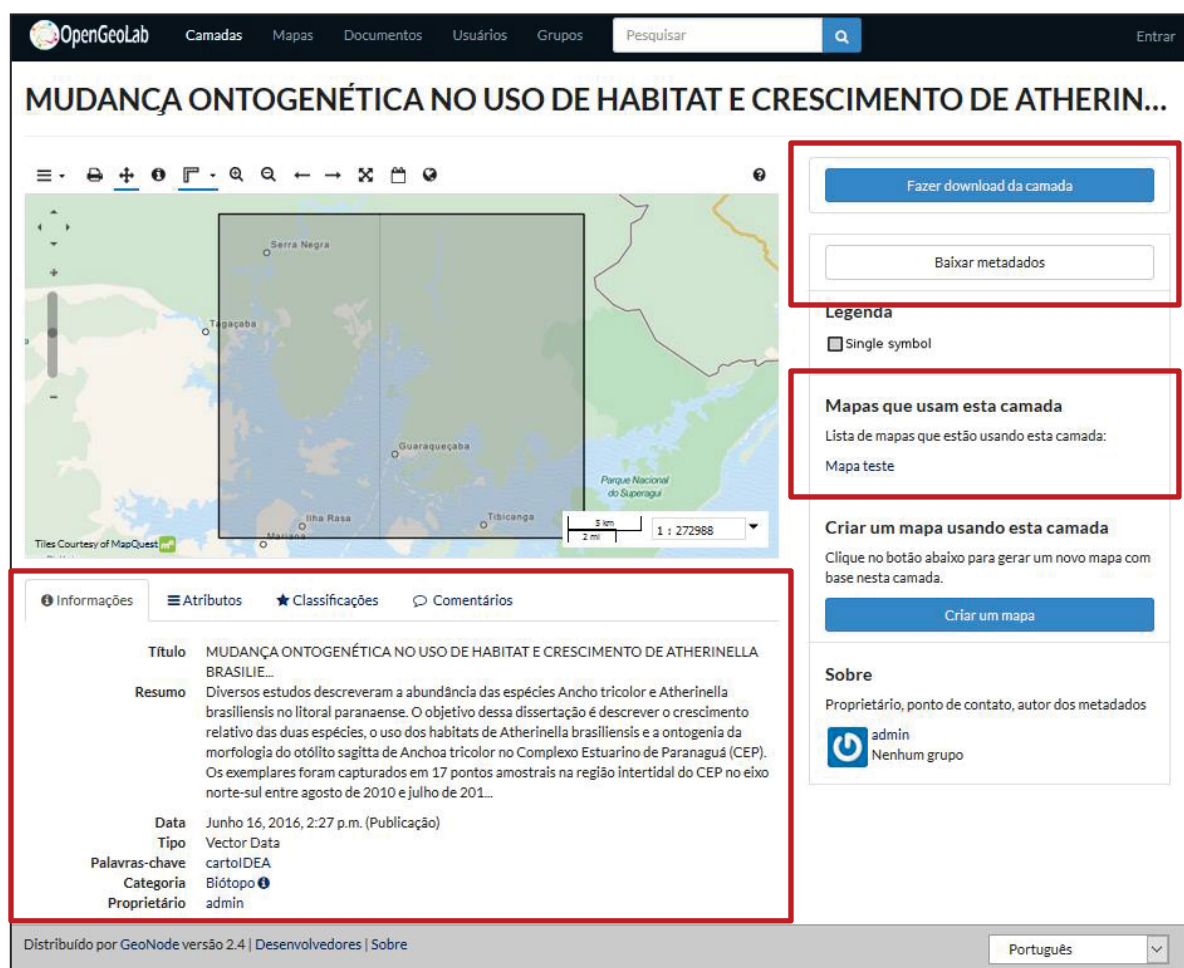 OpenGeoLab Camadas Mapas Documentos Usuários Grupos Pesquisar Entrar
MUDANÇA ONTOGENÉTICA NO USO DE HABITAT E CRESCIMENTO DE ATHERIN...
Serra Negra
Tagaçaba
Guaraqueçaba
Parque Nacional
do Superagui
Ilha Rasa
Tibicanga
Mariana
5 km
2 mi
1 : 272988
Tiles Courtesy of MapQuest
Informações Atributos Classificações Comentários
Título MUDANÇA ONTOGENÉTICA NO USO DE HABITAT E CRESCIMENTO DE ATHERINELLA
BRASILIE...
Resumo Diversos estudos descreveram a abundância das espécies Ancho tricolor e Atherinella
brasiliensis no litoral paranaense. O objetivo dessa dissertação é descrever o crescimento
relativo das duas espécies, o uso dos habitats de Atherinella brasiliensis e a ontogenia da
morfologia do otólito sagitta de Anchoa tricolor no Complexo Estuarino de Paranaguá (CEP).
Os exemplares foram capturados em 17 pontos amostrais na região intertidal do CEP no eixo
norte-sul entre agosto de 2010 e julho de 201...
Data Junho 16, 2016, 2:27 p.m. (Publicação)
Tipo Vector Data
Palavras-chave cartoIDEA
Categoria Biótopo
Proprietário admin
Fazer download da camada
Baixar metadados
Legenda
Single symbol
Mapas que usam esta camada
Lista de mapas que estão usando esta camada:
Mapa teste
Criar um mapa usando esta camada
Clique no botão abaixo para gerar um novo mapa com
base nesta camada.
Criar um mapa
Sobre
Proprietário, ponto de contato, autor dos metadados
admin
Nenhum grupo
Distribuído por GeoNode versão 2.4 | Desenvolvedores | Sobre
Português